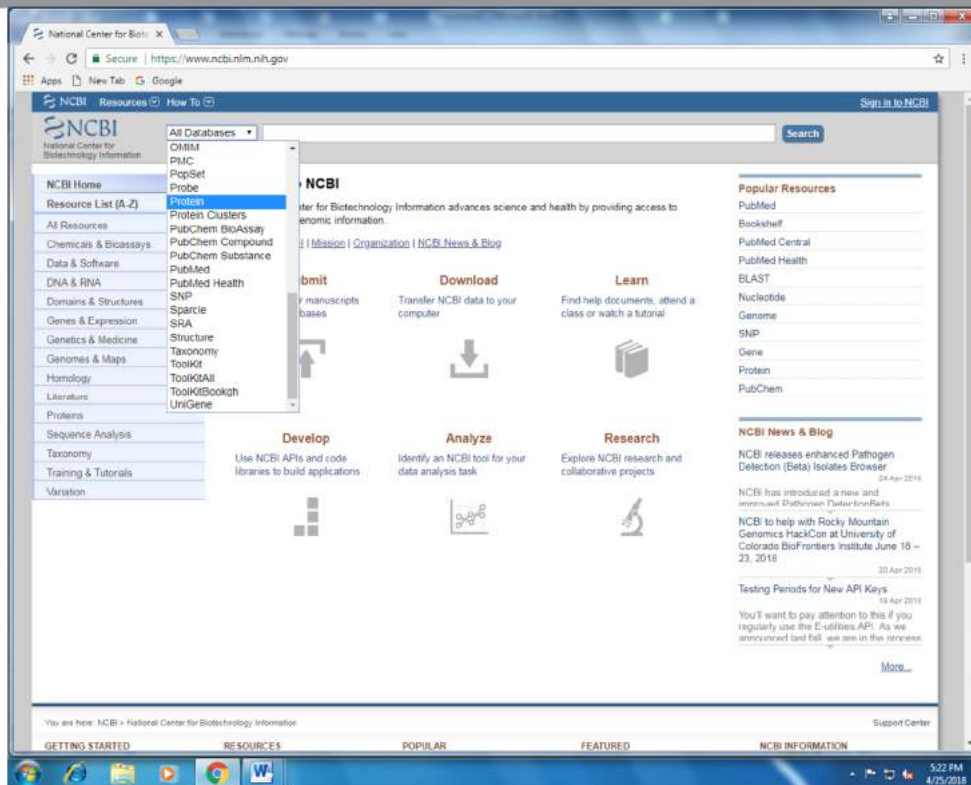 National Center for Biote
Secure | https://www.ncbi.nlm.nih.gov
Apps New Tab Google
NCBI Resources How To Sign in to NCBI
NCBI
National Center for
Biotechnology Information
All Databases Search
OMIM
PMC
PopSet
Probe
Protein
Protein Clusters
PubChem BioAssay
PubChem Compound
PubChem Substance
PubMed
PubMed Health
SNP
Sparcle
SRA
Structure
Taxonomy
ToolKit
ToolKitAll
ToolKitBookgh
UniGene
NCBI Home
Resource List (A-Z)
All Resources
Chemicals & Bioassays
Data & Software
DNA & RNA
Domains & Structures
Genes & Expression
Genetics & Medicine
Genomes & Maps
Homology
Literature
Proteins
Sequence Analysis
Taxonomy
Training & Tutorials
Variation
NCBI
ter for Biotechnology Information advances science and health by providing access to
enomic information.
| Mission | Organization | NCBI News & Blog
bmit
r manuscripts
bases
Download
Transfer NCBI data to your
computer
Learn
Find help documents, attend a
class or watch a tutorial
Develop
Use NCBI APIs and code
libraries to build applications
Analyze
Identify an NCBI tool for your
data analysis task
Research
Explore NCBI research and
collaborative projects
Popular Resources
PubMed
Bookshelf
PubMed Central
PubMed Health
BLAST
Nucleotide
Genome
SNP
Gene
Protein
PubChem
NCBI News & Blog
NCBI releases enhanced Pathogen
Detection (Beta) Isolates Browser
24 Apr 2018
NCBI has introduced a new and
improved Pathogen DetectionBeta
NCBI to help with Rocky Mountain
Genomics HackCon at University of
Colorado BioFrontiers Institute June 18 –
23, 2018
20 Apr 2018
Testing Periods for New API Keys
16 Apr 2018
You'll want to pay attention to this if you
regularly use the E-utilities API. As we
announced last fall, we are in the process
More...
You are here: NCBI > National Center for Biotechnology Information Support Center
GETTING STARTED RESOURCES POPULAR FEATURED NCBI INFORMATION
5:22 PM
4/25/2018